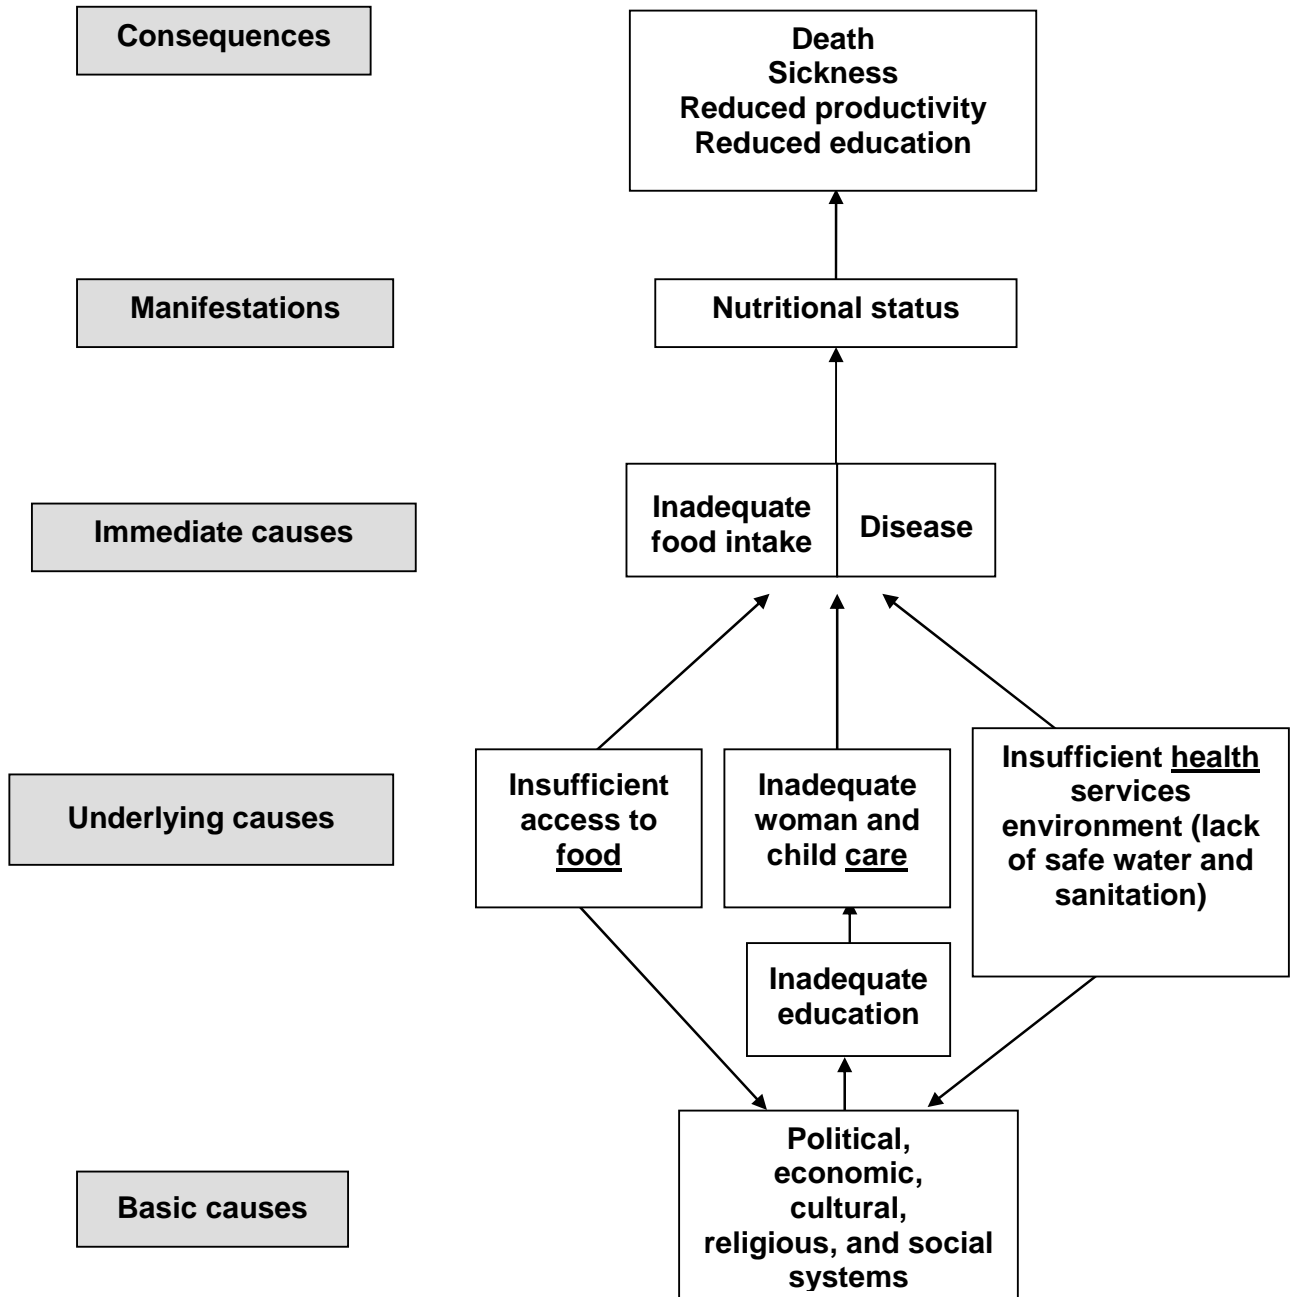 Consequences
Death
Sickness
Reduced productivity
Reduced education
Manifestations
Nutritional status
Immediate causes
Inadequate
food intake
Disease
Underlying causes
Insufficient
access to
food
Inadequate
woman and
child care
Insufficient health
services
environment (lack
of safe water and
sanitation)
Inadequate
education
Basic causes
Political,
economic,
cultural,
religious, and social
systems